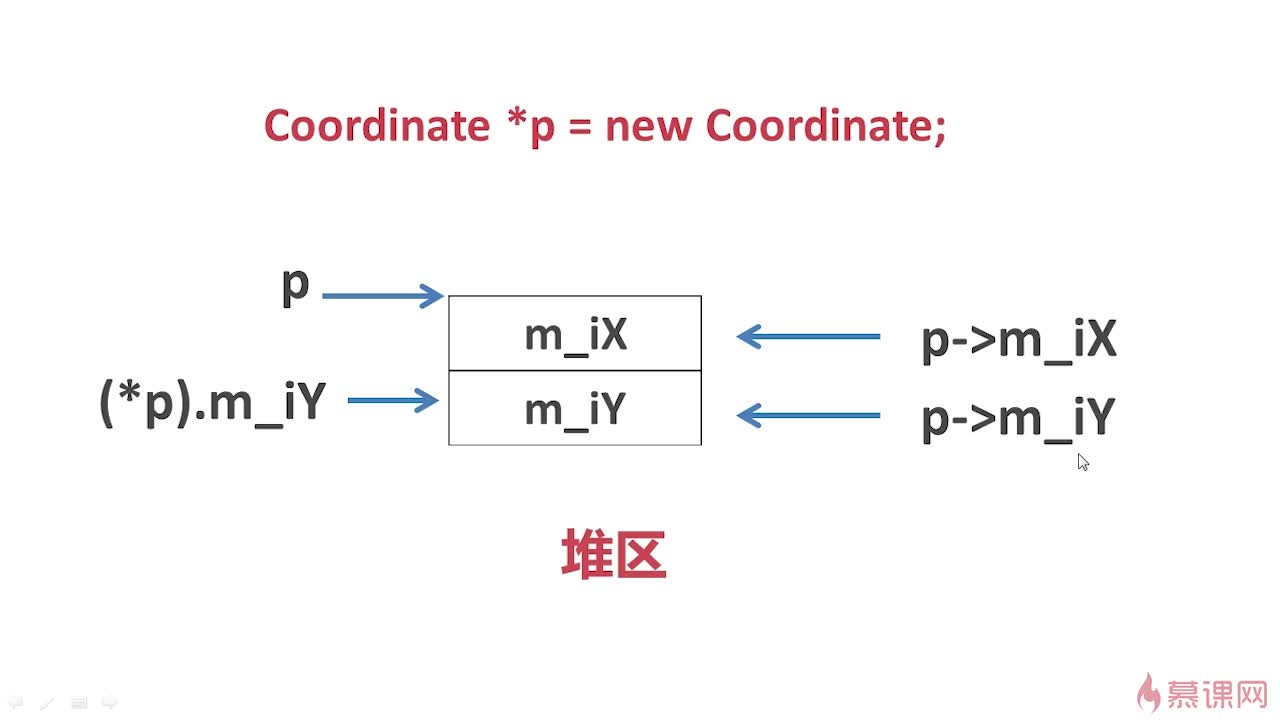 Coordinate *p = new Coordinate;
p
m_iX
p->m_iX
(*p).m_iY
m_iY
p->m_iY
堆区
慕课网